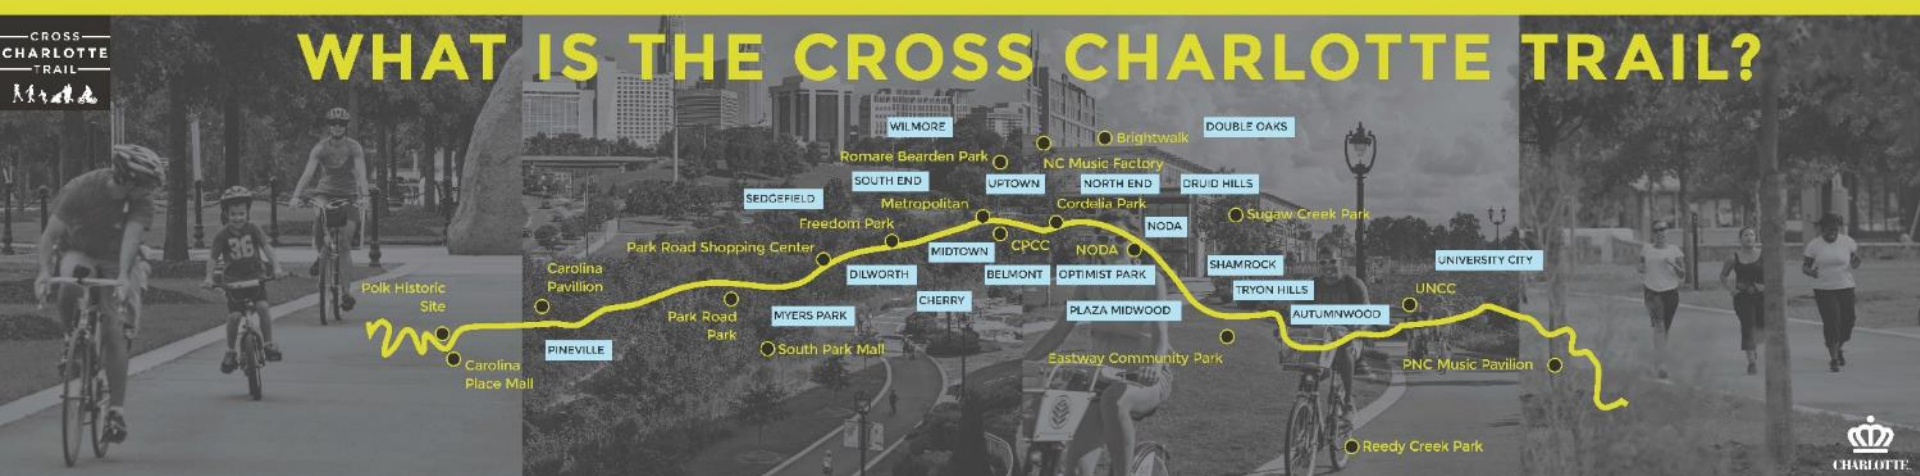 CROSS
CHARLOTTE
TRAIL
WHAT IS THE CROSS CHARLOTTE TRAIL?
WILMORE
Brightwalk
DOUBLE OAKS
Romare Bearden Park
NC Music Factory
SOUTH END
UPTOWN
NORTH END
DRUID HILLS
SEDGEFIELD
Metropolitan
Cordelia Park
Sugaw Creek Park
Freedom Park
NODA
Park Road Shopping Center
MIDTOWN
CPCC
NODA
Carolina
Pavillion
DILWORTH
BELMONT
OPTIMIST PARK
SHAMROCK
UNIVERSITY CITY
Polk Historic
Site
CHERRY
TRYON HILLS
UNCC
Park Road
Park
MYERS PARK
PLAZA MIDWOOD
AUTUMNWOOD
PINEVILLE
South Park Mall
Eastway Community Park
PNC Music Pavilion
Carolina
Place Mall
36
Reedy Creek Park
CHARLOTTE